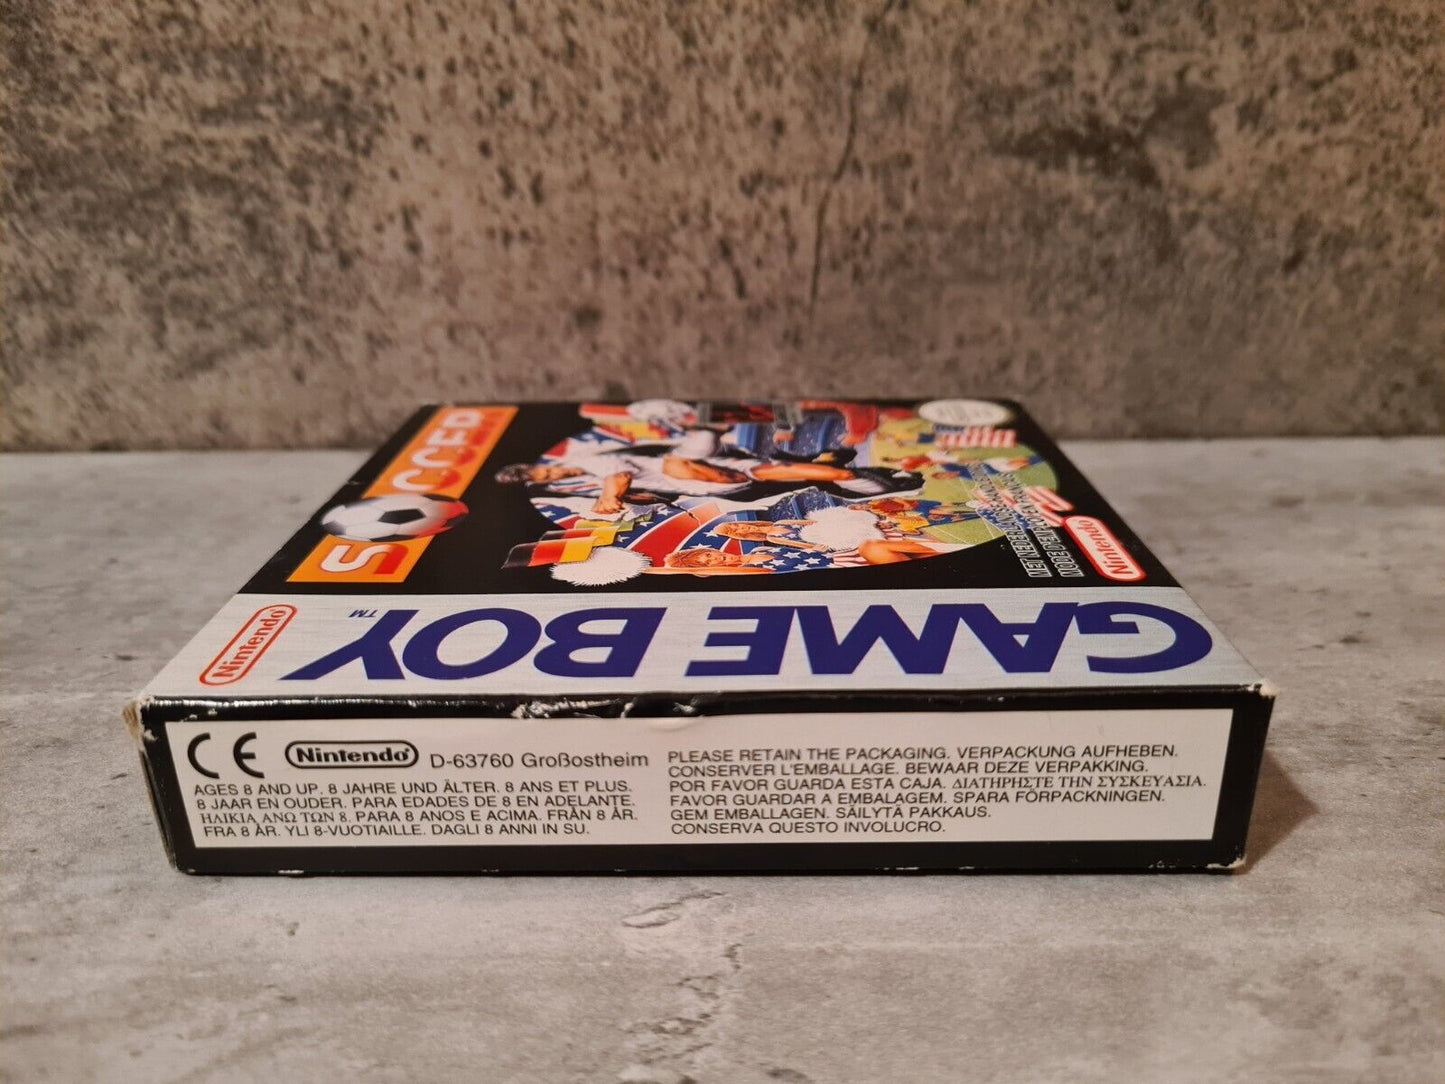 SOCCER
Nintendo
Nintendo
GAME BOY™
CE
Nintendo D-63760 Großostheim
AGES 8 AND UP. 8 JAHRE UND ÄLTER. 8 ANS ET PLUS.
8 JAAR EN OUDER. PARA EDADES DE 8 EN ADELANTE.
ΗΛΙΚΙΑ ΑΝΩ ΤΩΝ 8. PARA 8 ANOS E ACIMA. FRÅN 8 ÅR.
FRA 8 ÅR. YLI 8-VUOTIAILLE. DAGLI 8 ANNI IN SU.
PLEASE RETAIN THE PACKAGING. VERPACKUNG AUFHEBEN.
CONSERVER L'EMBALLAGE. BEWAAR DEZE VERPAKKING.
POR FAVOR GUARDA ESTA CAJA. ΔΙΑΤΗΡΗΣΤΕ ΤΗΝ ΣΥΣΚΕΥΑΣΙΑ.
FAVOR GUARDAR A EMBALAGEM. SPARA FÖRPACKNINGEN.
GEM EMBALLAGEN. SÄILYTÄ PAKKAUS.
CONSERVA QUESTO INVOLUCRO.